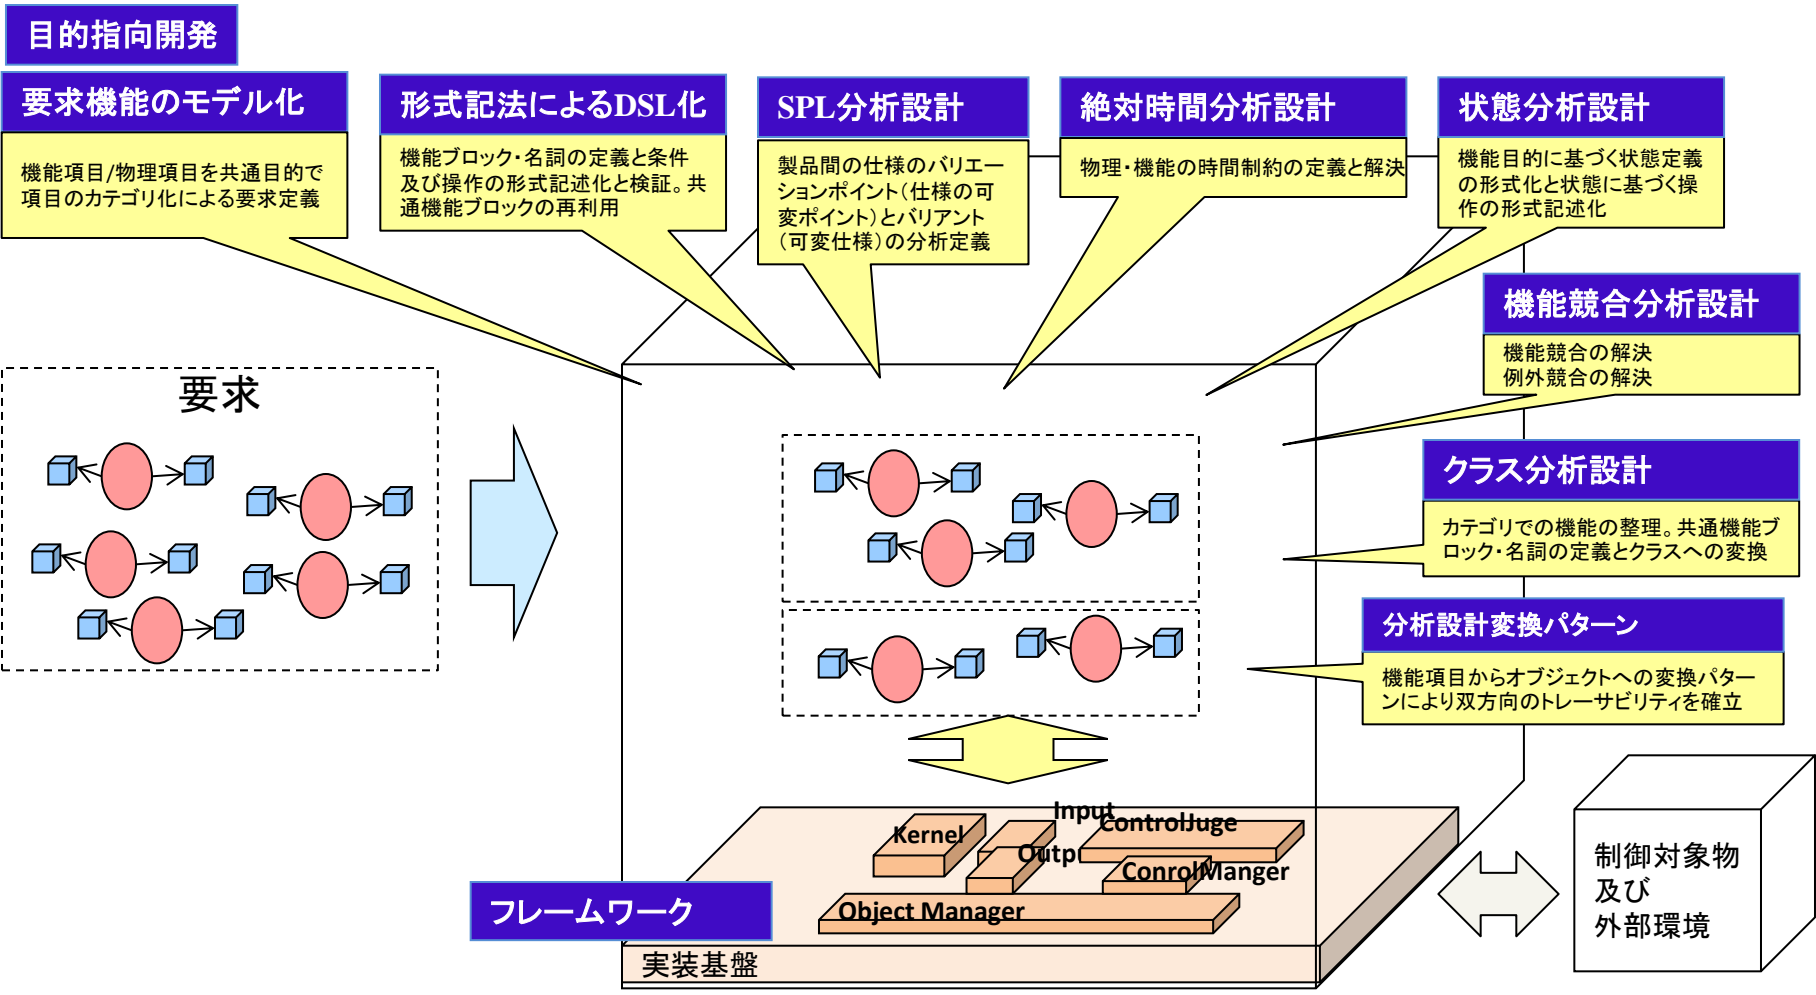 目的指向開発
要求機能のモデル化
機能項目/物理項目を共通目的で
項目のカテゴリ化による要求定義
形式記法によるDSL化
機能ブロック・名詞の定義と条件
及び操作の形式記述化と検証。共
通機能ブロックの再利用
SPL分析設計
製品間の仕様のバリエー
ションポイント(仕様の可
変ポイント)とバリアント
(可変仕様)の分析定義
絶対時間分析設計
物理・機能の時間制約の定義と解決
状態分析設計
機能目的に基づく状態定義
の形式化と状態に基づく操
作の形式記述化
機能競合分析設計
機能競合の解決
例外競合の解決
要求
クラス分析設計
カテゴリでの機能の整理。共通機能ブ
ロック・名詞の定義とクラスへの変換
分析設計変換パターン
機能項目からオブジェクトへの変換パター
ンにより双方向のトレーサビリティを確立
Input
Kernel
ControlJuge
Outpu
ConrolManger
Object Manager
フレームワーク
実装基盤
制御対象物
及び
外部環境